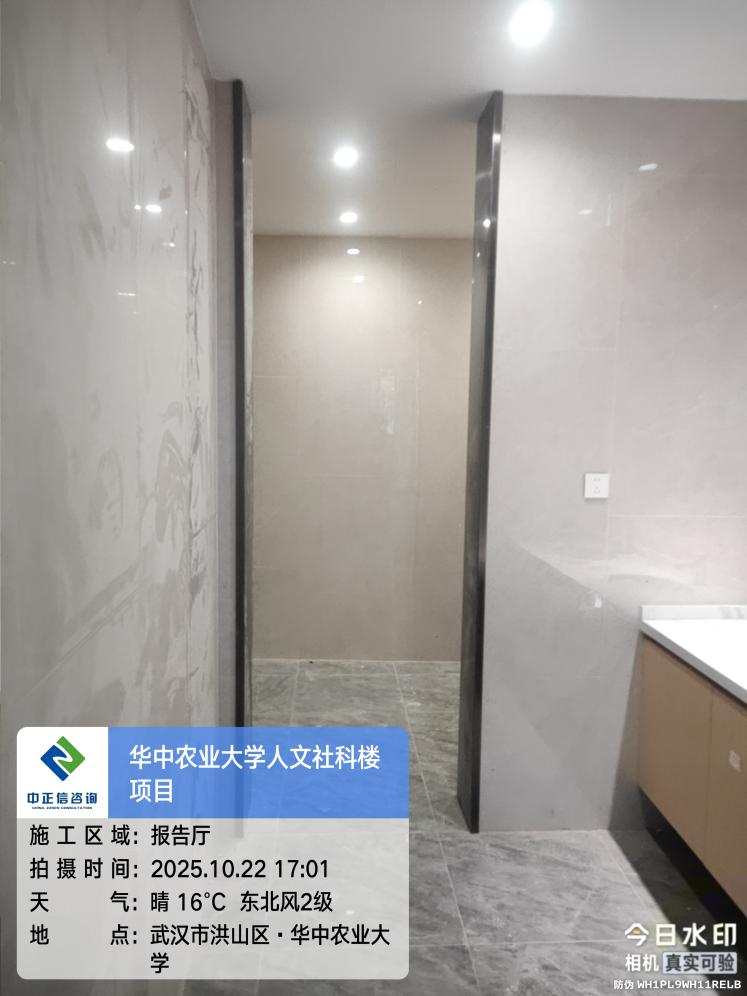 华中农业大学人文社科楼
项目
中正信咨询
CHINA ZZXIN CONSULTATION
施工区域：报告厅
拍摄时间：2025.10.22 17:01
天气：晴 16℃ 东北风2级
地点：武汉市洪山区·华中农业大
学
今日水印
相机 真实可验
防伪 WH1PL9WH11RELB